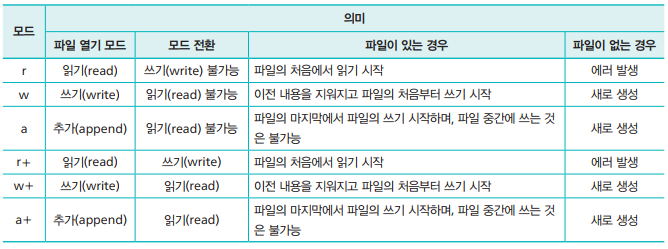 모드 의미
파일 열기 모드 모드 전환 파일이 있는 경우 파일이 없는 경우
r 읽기(read) 쓰기(write) 불가능 파일의 처음에서 읽기 시작 에러 발생
w 쓰기(write) 읽기(read) 불가능 이전 내용을 지워지고 파일의 처음부터 쓰기 시작 새로 생성
a 추가(append) 읽기(read) 불가능 파일의 마지막에서 파일의 쓰기 시작하며, 파일 중간에 쓰는 것
은 불가능 새로 생성
r+ 읽기(read) 쓰기(write) 파일의 처음에서 읽기 시작 에러 발생
w+ 쓰기(write) 읽기(read) 이전 내용을 지워지고 파일의 처음부터 쓰기 시작 새로 생성
a+ 추가(append) 읽기(read) 파일의 마지막에서 파일의 쓰기 시작하며, 파일 중간에 쓰는 것
은 불가능 새로 생성